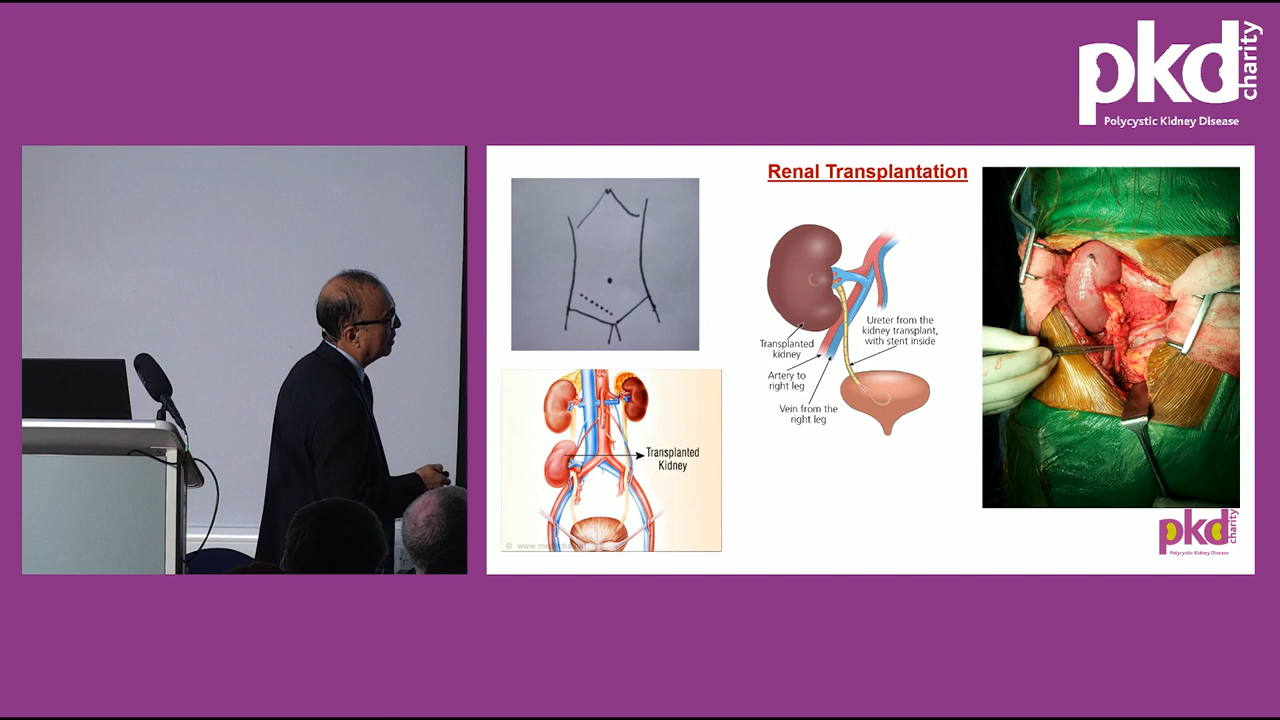 pkd
charity
Polycystic Kidney Disease
Renal Transplantation
Ureter from the
kidney transplant,
with stent inside
Transplanted
kidney
Artery to
right leg
Vein from the
right leg
Transplanted
Kidney
pkd
charity
Polycystic Kidney Disease